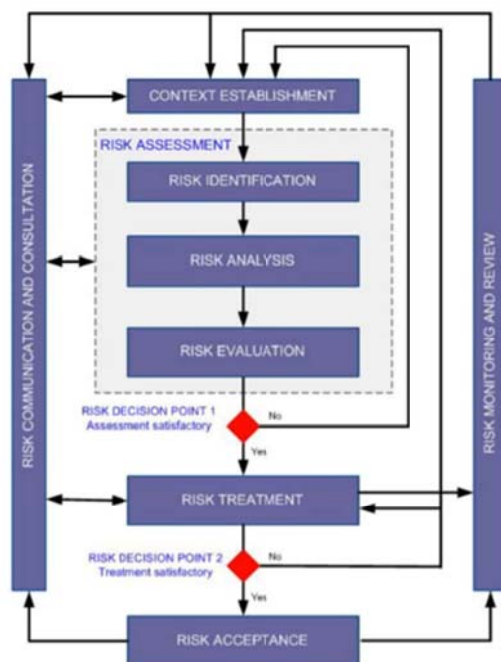 CONTEXT ESTABLISHMENT
RISK ASSESSMENT
RISK IDENTIFICATION
RISK ANALYSIS
RISK EVALUATION
RISK COMMUNICATION AND CONSULTATION
RISK MONITORING AND REVIEW
RISK DECISION POINT 1
Assessment satisfactory
No
Yes
RISK TREATMENT
RISK DECISION POINT 2
Treatment satisfactory
No
Yes
RISK ACCEPTANCE